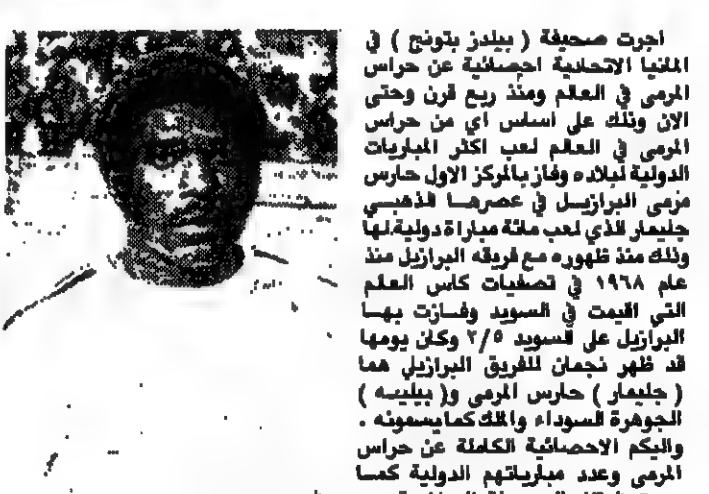 اجرت صحيفة ( بيلدز بتونج ) في
المانيا الاتحادية احصائية عن حراس
المرمى في العالم ومنذ ربع قرن وحتى
الان وذلك على اساس اي من حراس
المرمى في العالم لعب اكثر المباريات
الدولية لبلاده وفاز بالمركز الاول حارس
مرمى البرازيل في عصرها الذهبي
جليمار الذي لعب مائة مباراة دولية لها
وذلك منذ ظهوره مع فريقه البرازيل منذ
عام ١٩٦٨ في تصفيات كاس العالم
التي اقيمت في السويد وفازت بها
البرازيل على السويد ٢/٥ وكان يومها
قد ظهر نجمان للفريق البرازيلي هما
( جليمار ) حارس المرمى و( بيليه )
الجوهرة السوداء والملك كما يسمونه .
واليكم الاحصائية الكاملة عن حراس
المرمى وعدد مبارياتهم الدولية كما